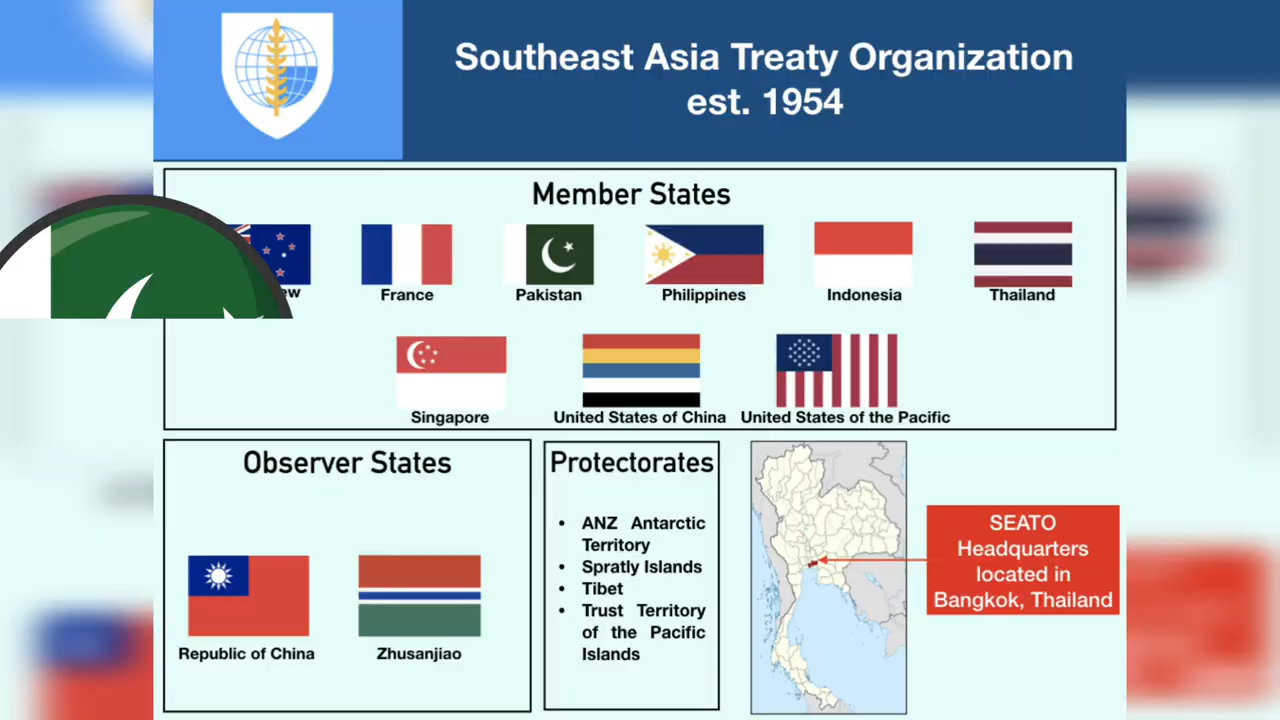 Southeast Asia Treaty Organization
est. 1954
Member States
France
Pakistan
Philippines
Indonesia
Thailand
Singapore
United States of China
United States of the Pacific
Observer States
Republic of China
Zhusanjiao
Protectorates
• ANZ Antarctic
Territory
• Spratly Islands
• Tibet
• Trust Territory
of the Pacific
Islands
SEATO
Headquarters
located in
Bangkok, Thailand